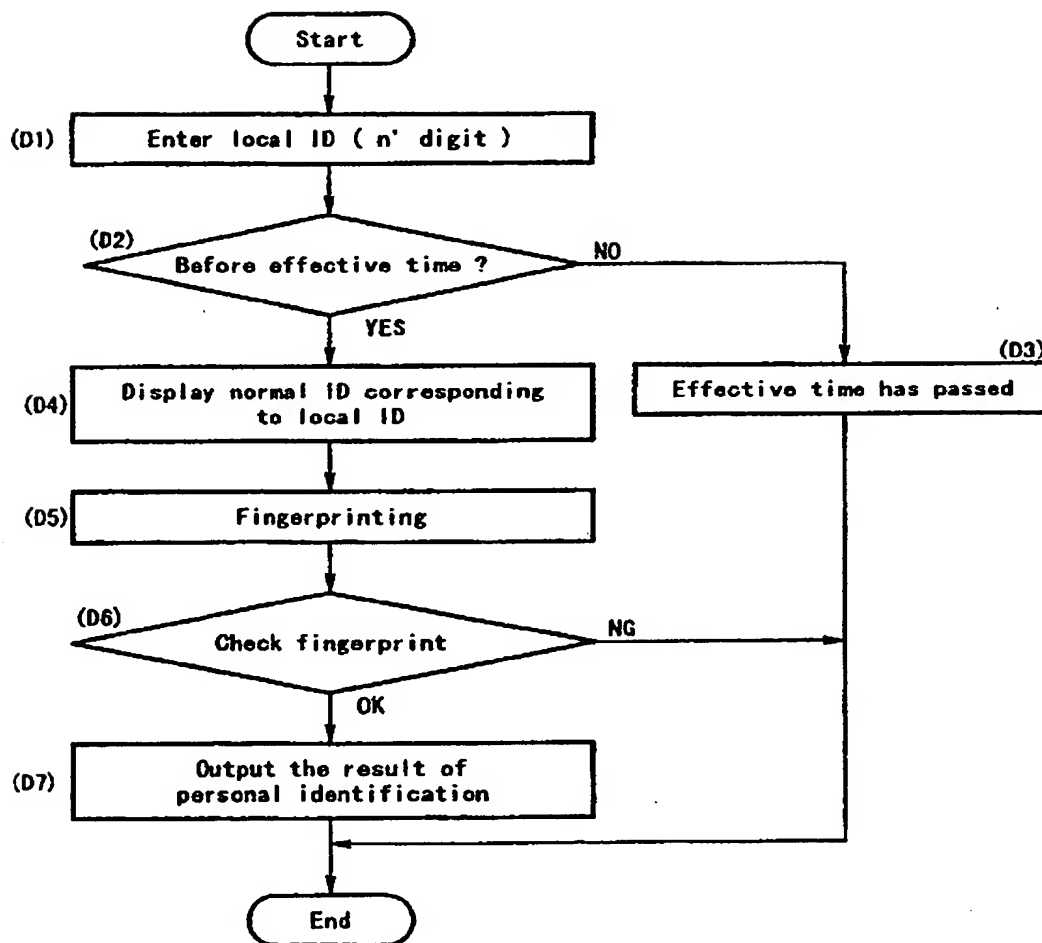 Start
(D1)
Enter local ID ( n' digit )
(D2)
Before effective time ?
NO
YES
(D3)
Effective time has passed
(D4)
Display normal ID corresponding
to local ID
(D5)
Fingerprinting
(D6)
Check fingerprint
NG
OK
(D7)
Output the result of
personal identification
End